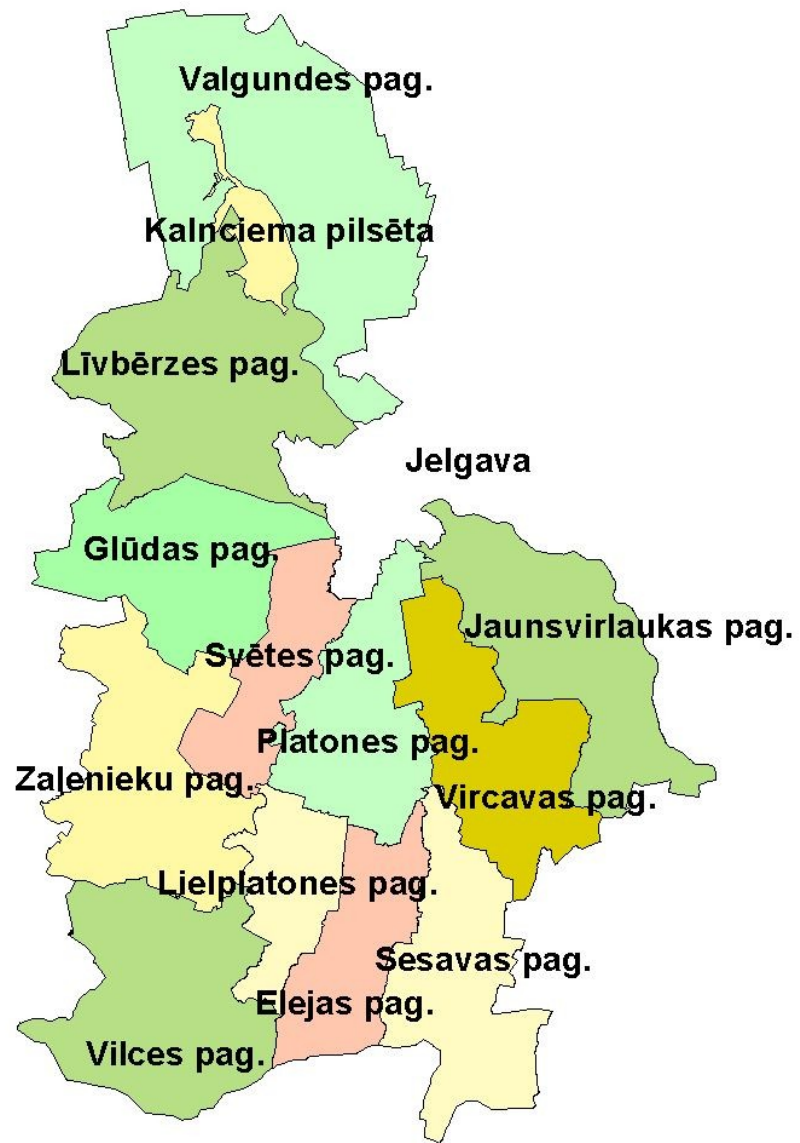 Valgundes pag.
Kalnciema pilsēta
Līvbērzes pag.
Jelgava
Glūdas pag.
Jaunsvirlaukas pag.
Svētes pag.
Platones pag.
Zaļenieku pag.
Vircavas pag.
Lielplatones pag.
Sesavas pag.
Elejas pag.
Vilces pag.